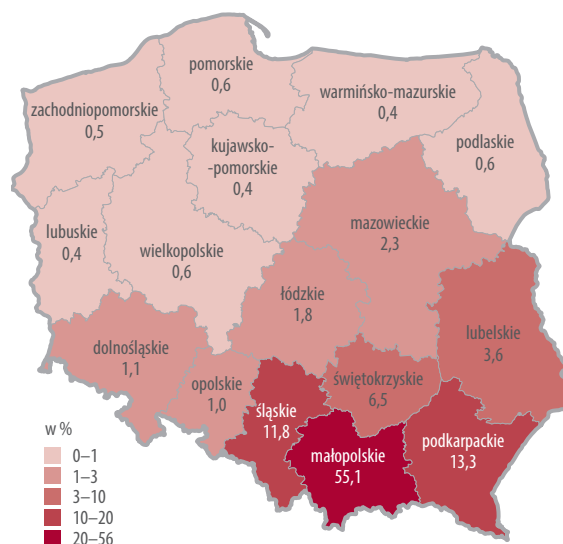 pomorskie
0,6
warmińsko-mazurskie
0,4
zachodniopomorskie
0,5
kujawsko-
-pomorskie
0,4
podlaskie
0,6
mazowieckie
2,3
lubuskie
0,4
wielkopolskie
0,6
łódzkie
1,8
lubelskie
3,6
dolnośląskie
1,1
opolskie
1,0
świętokrzyskie
6,5
śląskie
11,8
małopolskie
55,1
podkarpackie
13,3
w %
0–1
1–3
3–10
10–20
20–56